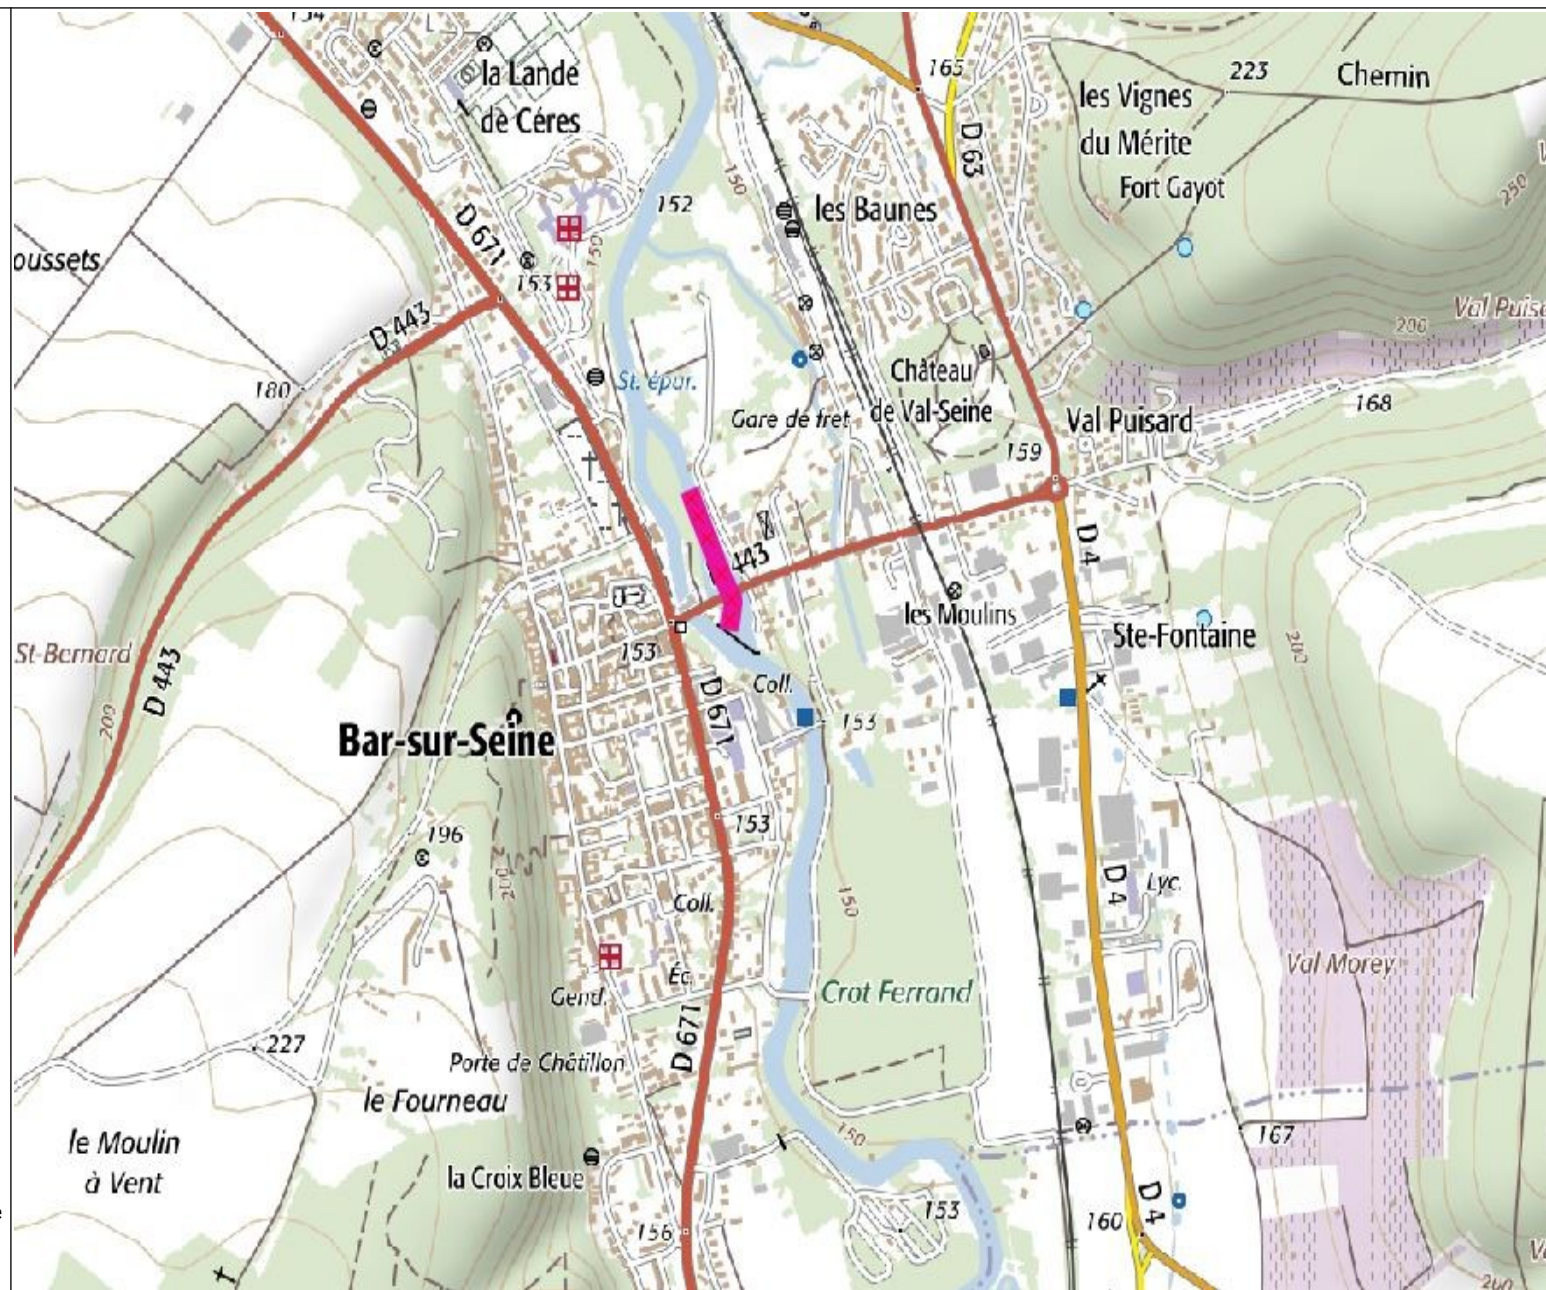 154
la Lande
de Céres
165
D 63
223
Chemin
les Vignes
du Mérite
Fort Gayot
250
150
152
les Baunes
D 671
150
153
oussets
D 443
180
St. épur.
Gare de fret
Château
de Val-Seine
Val Puisard
159
168
200
Val Puisa
443
D 4
les Moulins
Ste-Fontaine
200
St-Bernard
200
D 443
153
Coll.
D 671
153
Bar-sur-Seine
153
196
200
Coll.
150
D 4
Lyc.
Éc.
Gend.
Crot Ferrand
Val Morey
D 671
227
Porte de Châtillon
le Fourneau
le Moulin
à Vent
la Croix Bleue
150
167
156
153
160
D 4
200